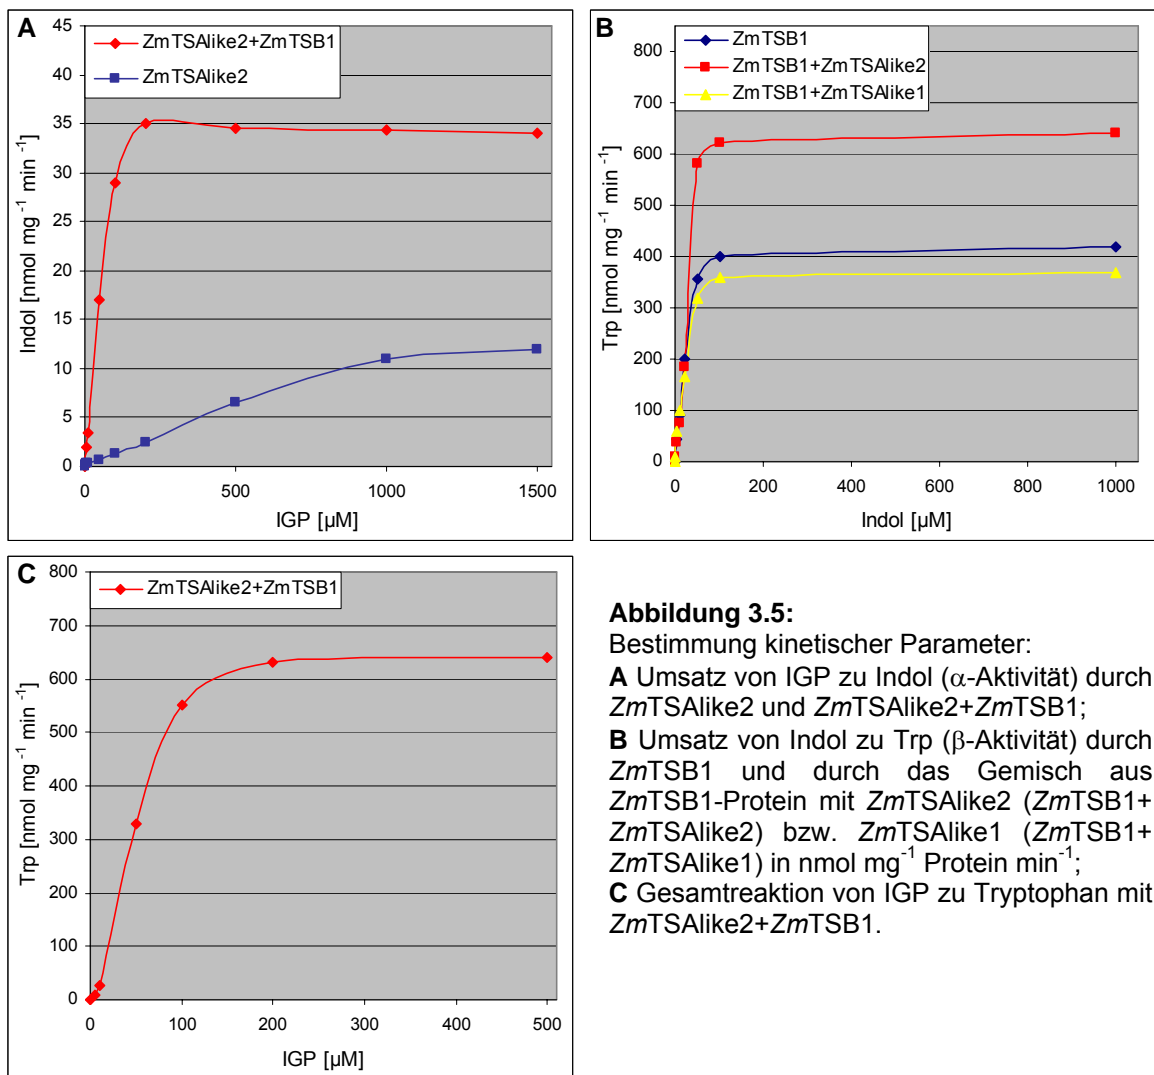 A
ZmTSAlike2+ZmTSB1
ZmTSAlike2
Indol [nmol mg -1 min -1]
45
40
35
30
25
20
15
10
5
0
0 500 1000 1500
IGP [µM]
B
ZmTSB1
ZmTSB1+ZmTSAlike2
ZmTSB1+ZmTSAlike1
Trp [nmol mg -1 min -1]
800
700
600
500
400
300
200
100
0
0 200 400 600 800 1000
Indol [µM]
C
ZmTSAlike2+ZmTSB1
Trp [nmol mg -1 min -1]
800
700
600
500
400
300
200
100
0
0 100 200 300 400 500
IGP [µM]
Abbildung 3.5:
Bestimmung kinetischer Parameter:
A Umsatz von IGP zu Indol (α-Aktivität) durch
ZmTSAlike2 und ZmTSAlike2+ZmTSB1;
B Umsatz von Indol zu Trp (β-Aktivität) durch
ZmTSB1 und durch das Gemisch aus
ZmTSB1-Protein mit ZmTSAlike2 (ZmTSB1+
ZmTSAlike2) bzw. ZmTSAlike1 (ZmTSB1+
ZmTSAlike1) in nmol mg-1 Protein min-1;
C Gesamtreaktion von IGP zu Tryptophan mit
ZmTSAlike2+ZmTSB1.